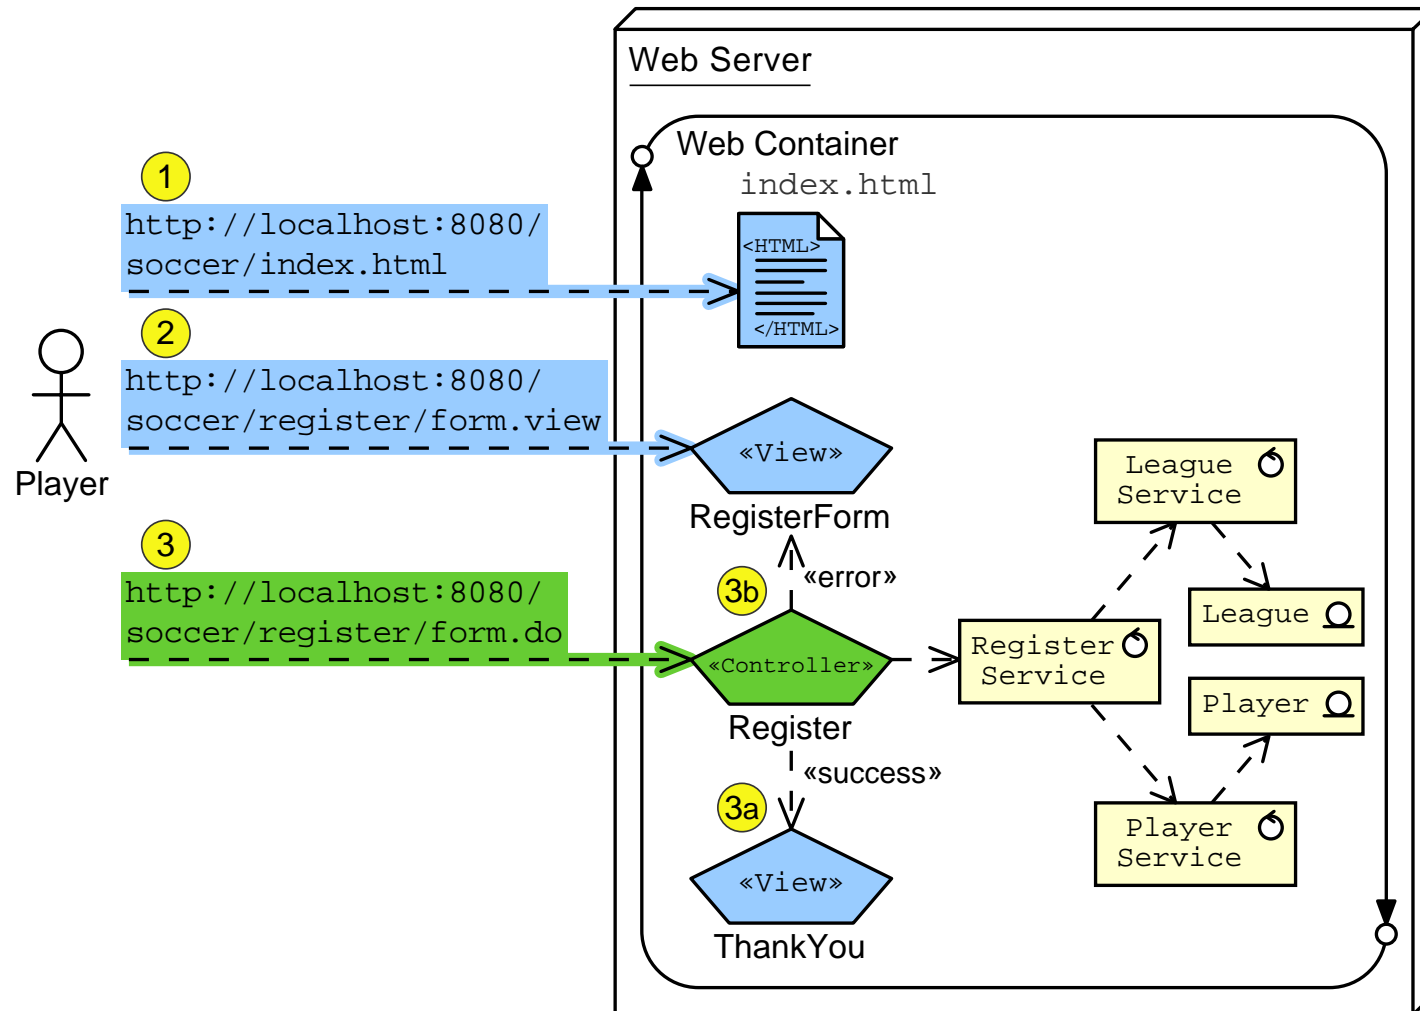 Web Server
Web Container
index.html
<HTML>
</HTML>
1
http://localhost:8080/
soccer/index.html
2
http://localhost:8080/
soccer/register/form.view
Player
«View»
RegisterForm
3
http://localhost:8080/
soccer/register/form.do
3b
«error»
«Controller»
Register
«success»
3a
«View»
ThankYou
League
Service
League
Register
Service
Player
Player
Service